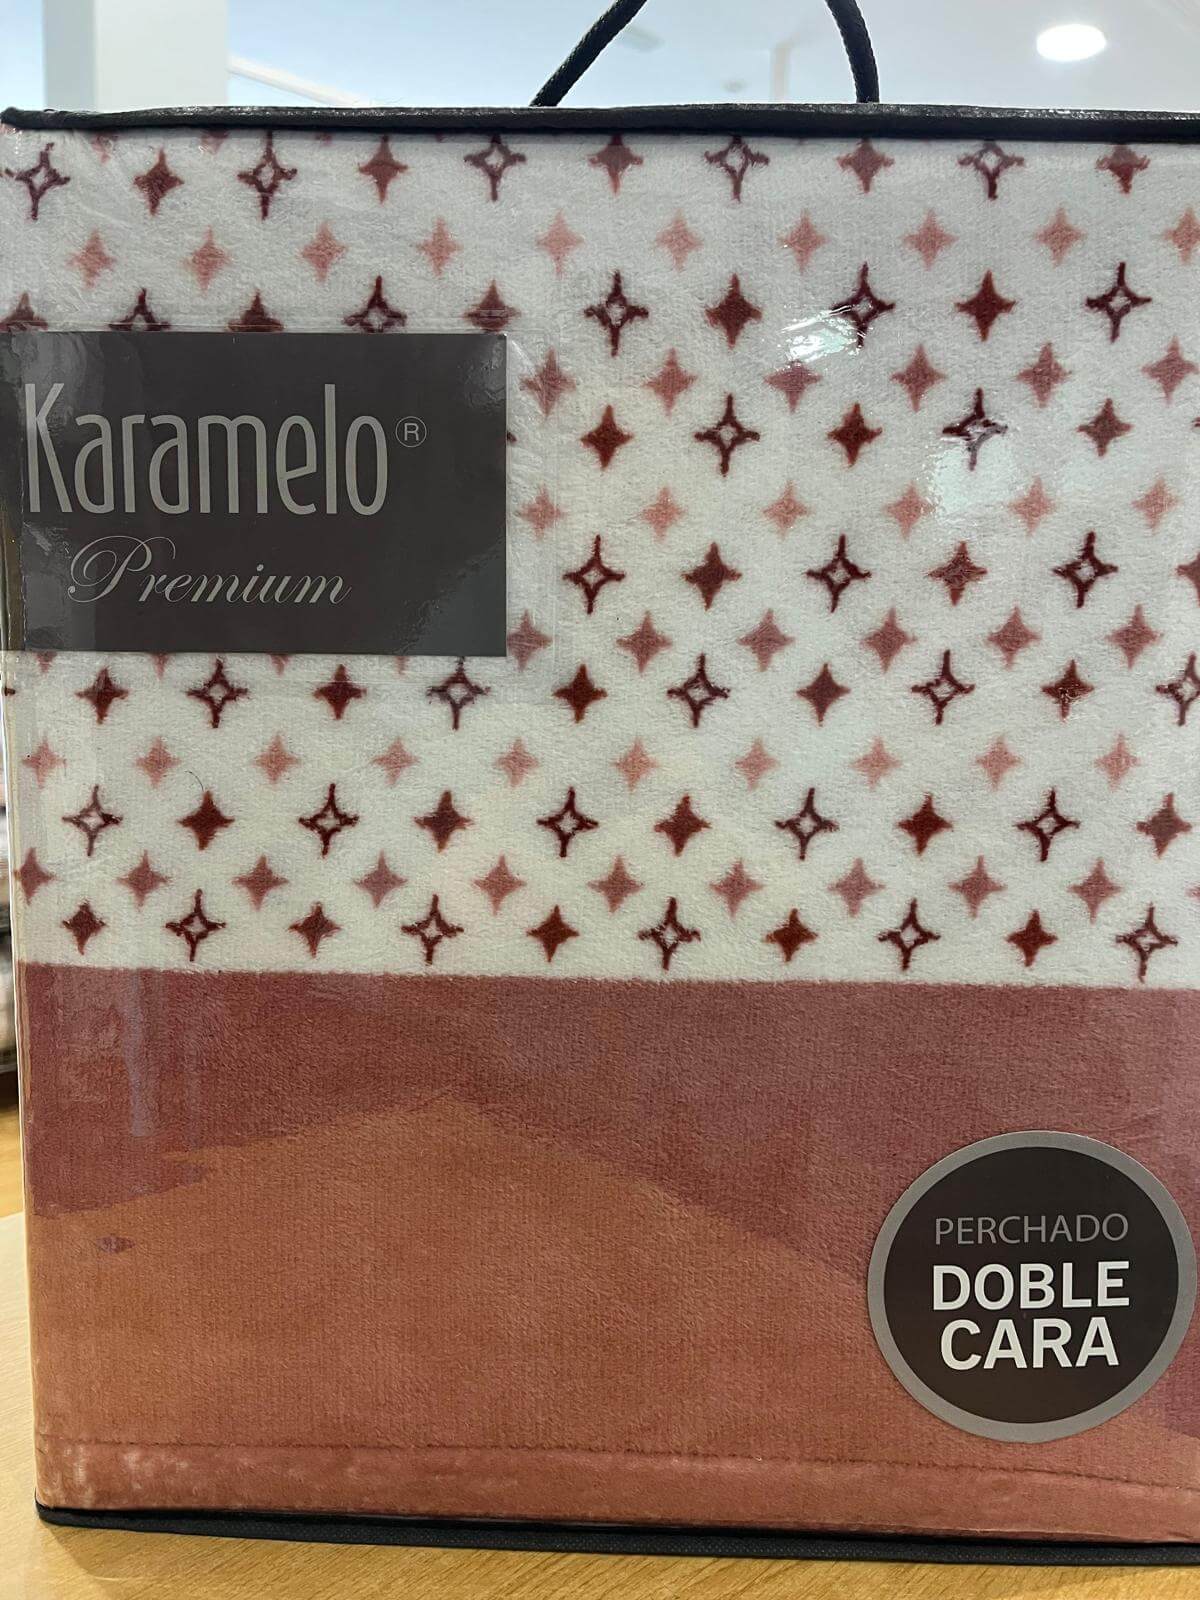 Karamelo®
Premium
PERCHADO
DOBLE
CARA